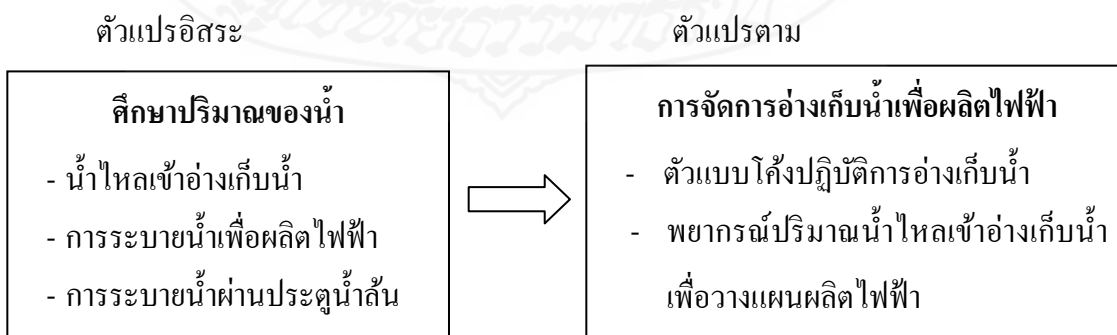 ตัวแปรอิสระ
ตัวแปรตาม
ศึกษาปริมาณของน้ำ
- น้ำไหลเข้าอ่างเก็บน้ำ
- การระบายน้ำเพื่อผลิตไฟฟ้า
- การระบายน้ำผ่านประตูน้ำล้น
การจัดการอ่างเก็บน้ำเพื่อผลิตไฟฟ้า
- ตัวแบบโค้งปฏิบัติการอ่างเก็บน้ำ
- พยากรณ์ปริมาณน้ำไหลเข้าอ่างเก็บน้ำ
เพื่อวางแผนผลิตไฟฟ้า